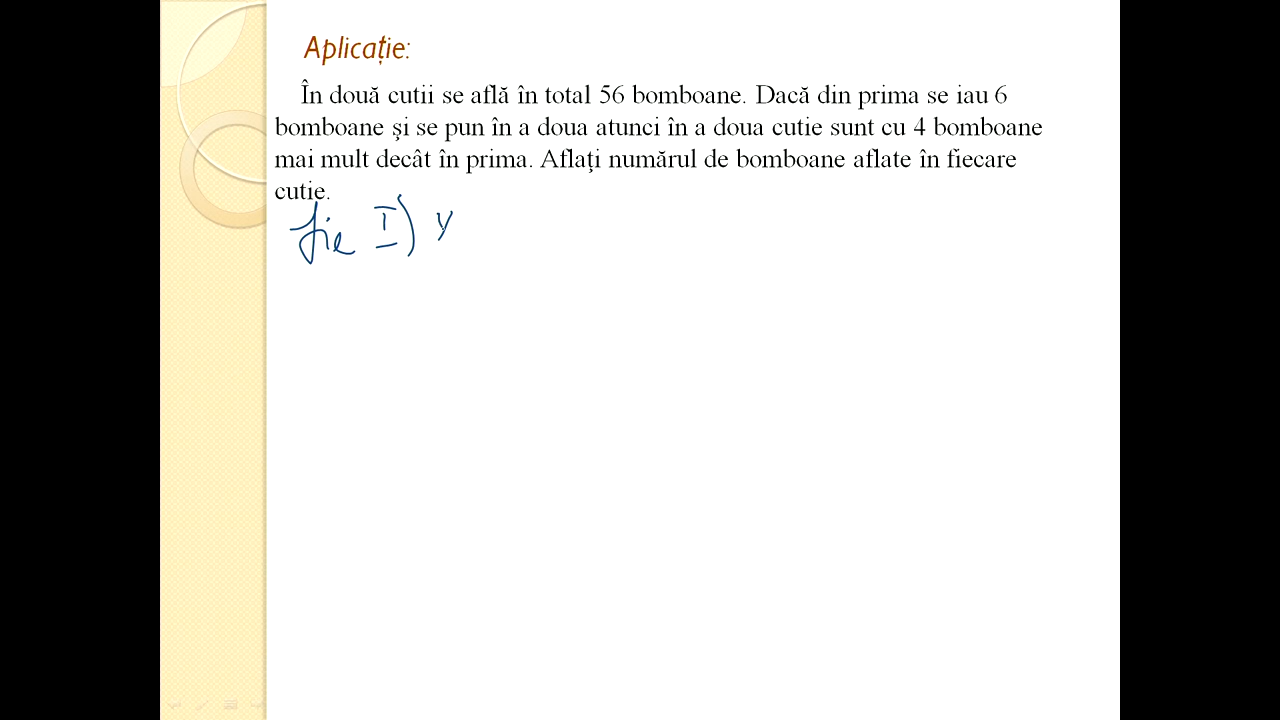 Aplicație:
În două cutii se află în total 56 bomboane. Dacă din prima se iau 6
bomboane şi se pun în a doua atunci în a doua cutie sunt cu 4 bomboane
mai mult decât în prima. Aflaţi numărul de bomboane aflate în fiecare
cutie.
fie I) y